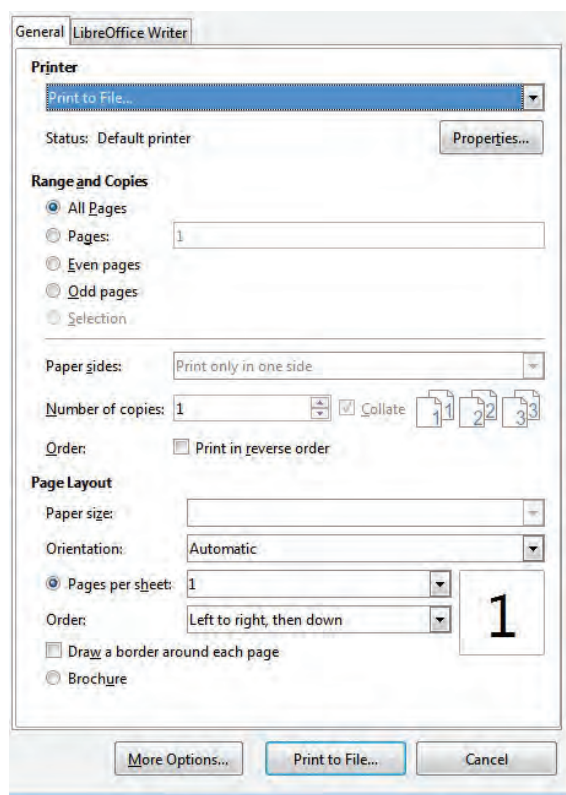 General LibreOffice Writer
Printer
Print to File...
Status: Default printer Properties...
Range and Copies
All Pages
Pages: 1
Even pages
Odd pages
Selection
Paper sides: Print only in one side
Number of copies: 1 Collate 1 1 2 2 3 3
Order: Print in reverse order
Page Layout
Paper size:
Orientation: Automatic
Pages per sheet: 1
Order: Left to right, then down
1
Draw a border around each page
Brochure
More Options... Print to File... Cancel